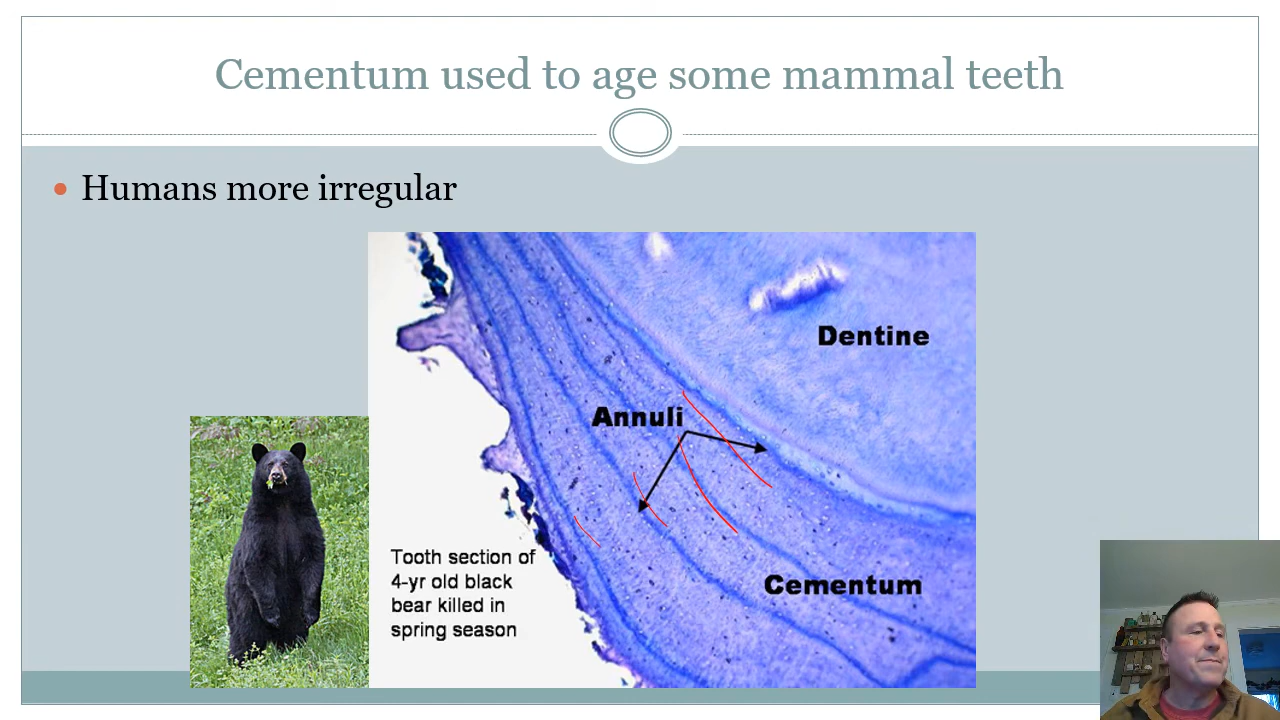 Cementum used to age some mammal teeth
Humans more irregular
Dentine
Annuli
Tooth section of
4-yr old black
bear killed in
spring season
Cementum